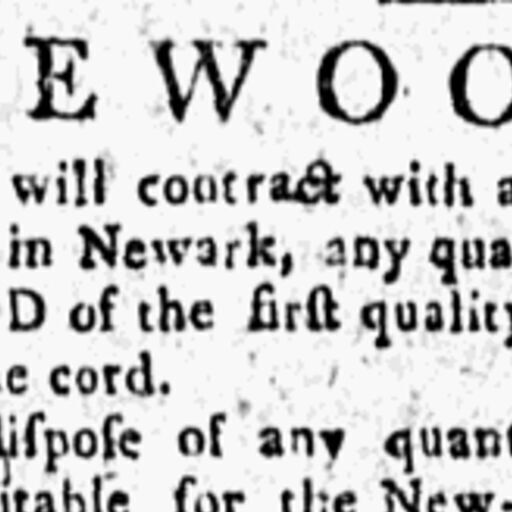 E W O O
will contract with a
in Newark, any qua
D of the firſt quality
e cord.
diſpoſe of any quant
itable for the New-